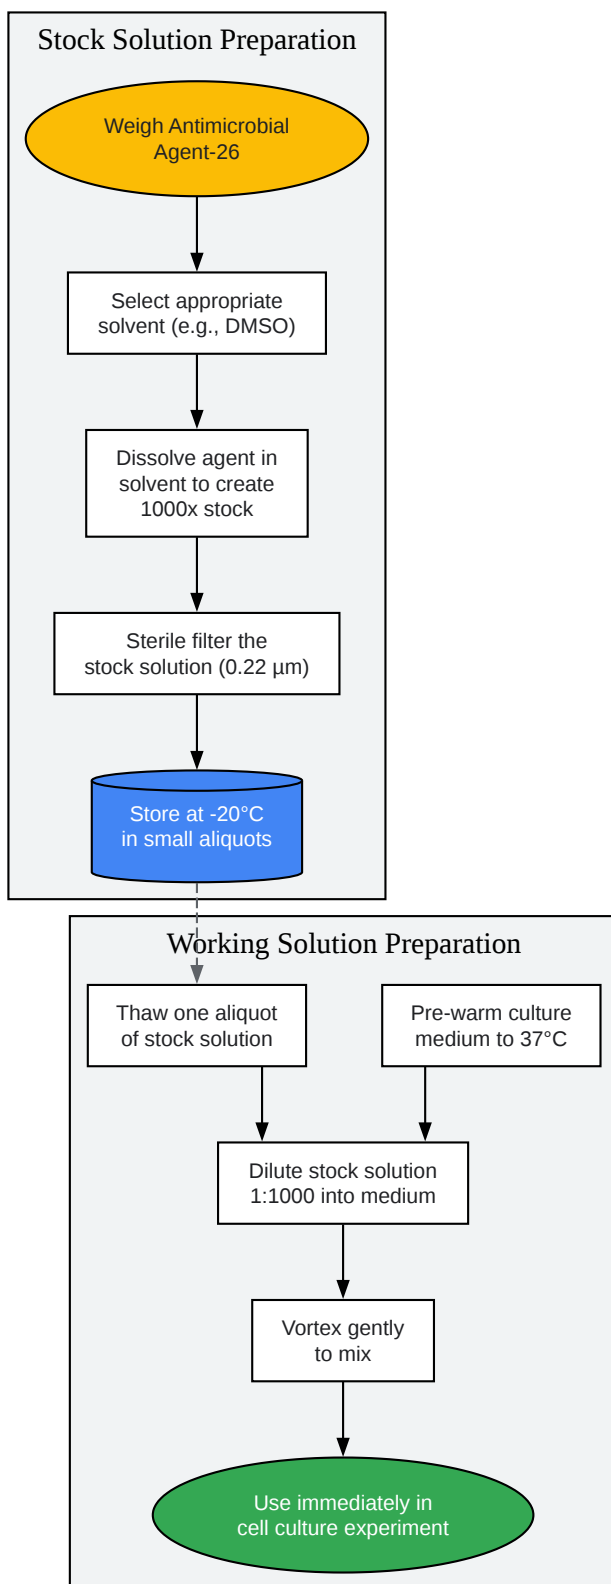 Stock Solution Preparation
Weigh Antimicrobial
Agent-26
Select appropriate
solvent (e.g., DMSO)
Dissolve agent in
solvent to create
1000x stock
Sterile filter the
stock solution (0.22 µm)
Store at -20°C
in small aliquots
Working Solution Preparation
Thaw one aliquot
of stock solution
Pre-warm culture
medium to 37°C
Dilute stock solution
1:1000 into medium
Vortex gently
to mix
Use immediately in
cell culture experiment